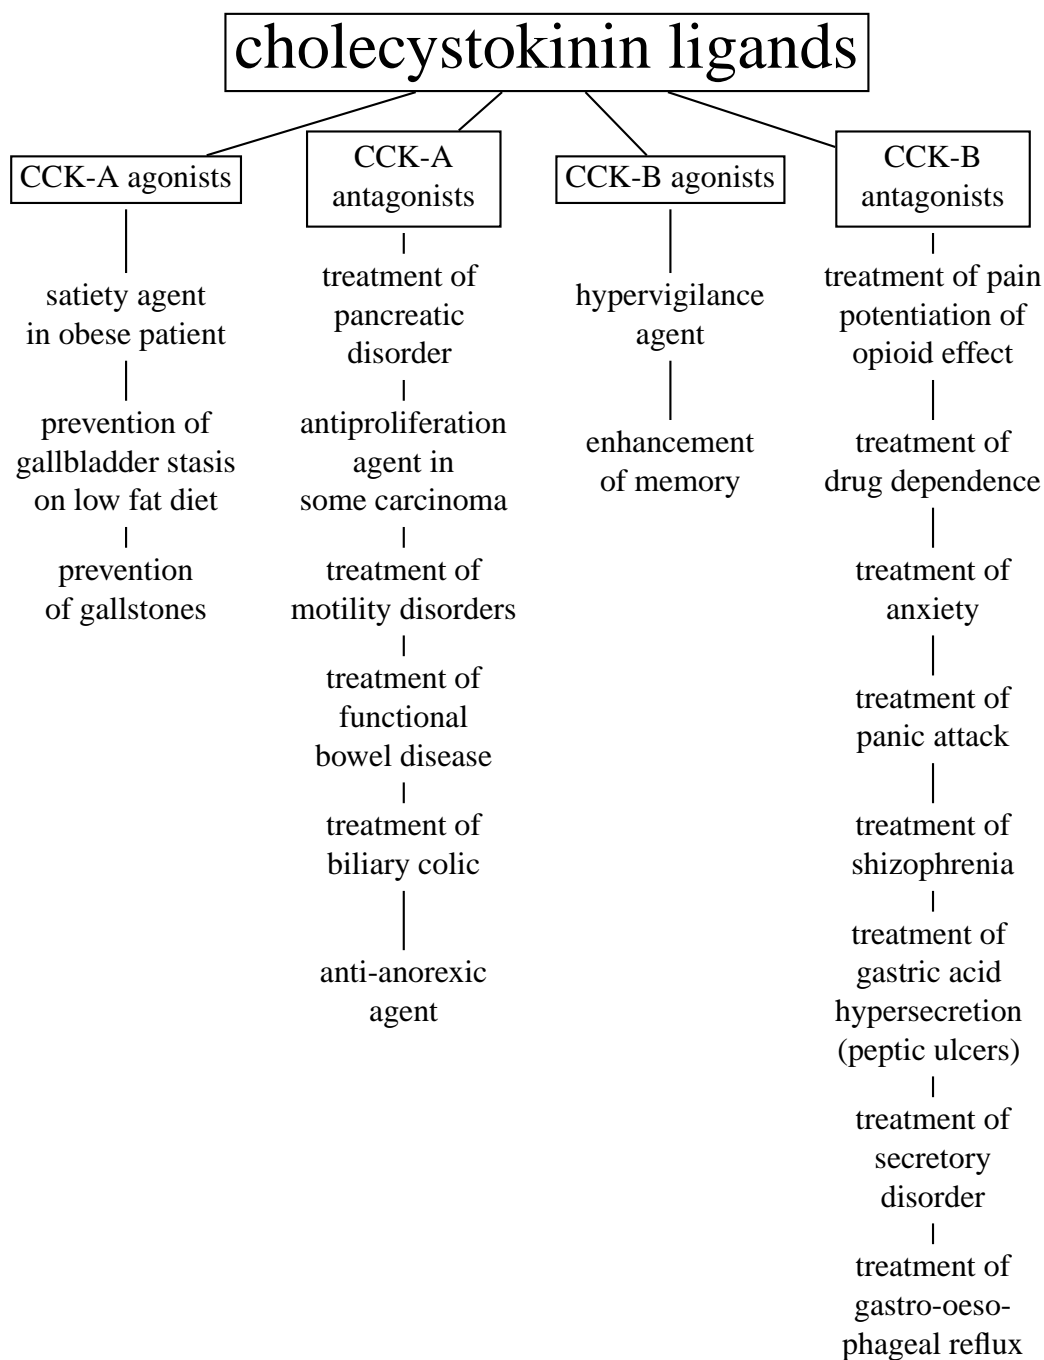 cholecystokinin ligands
CCK-A agonists
satiety agent
in obese patient
prevention of
gallbladder stasis
on low fat diet
prevention
of gallstones
CCK-A
antagonists
treatment of
pancreatic
disorder
antiproliferation
agent in
some carcinoma
treatment of
motility disorders
treatment of
functional
bowel disease
treatment of
biliary colic
anti-anorexic
agent
CCK-B agonists
hypervigilance
agent
enhancement
of memory
CCK-B
antagonists
treatment of pain
potentiation of
opioid effect
treatment of
drug dependence
treatment of
anxiety
treatment of
panic attack
treatment of
shizophrenia
treatment of
gastric acid
hypersecretion
(peptic ulcers)
treatment of
secretory
disorder
treatment of
gastro-oeso-
phageal reflux